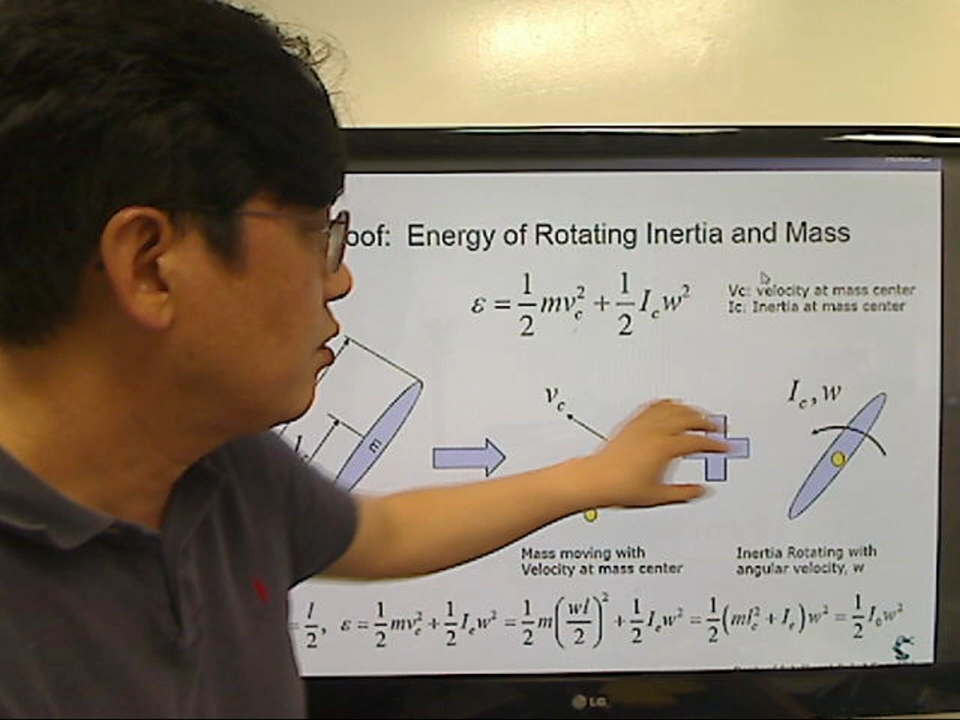 oof: Energy of Rotating Inertia and Mass
ε = 1/2 mv_c^2 + 1/2 I_c w^2
Vc: velocity at mass center
Ic: Inertia at mass center
v_c
I_c, w
m
Mass moving with
Velocity at mass center
Inertia Rotating with
angular velocity, w
= l/2, ε = 1/2 mv_c^2 + 1/2 I_c w^2 = 1/2 m(wl/2)^2 + 1/2 I_c w^2 = 1/2 (ml_c^2 + I_c)w^2 = 1/2 I_0 w^2
LG